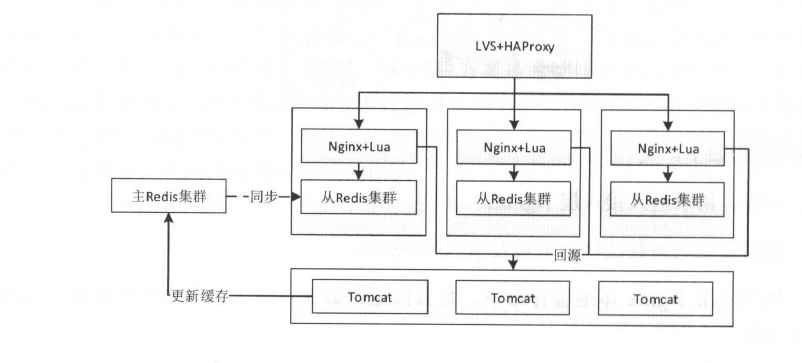 LVS+HAProxy
Nginx+Lua
Nginx+Lua
Nginx+Lua
主Redis集群
同步
从Redis集群
从Redis集群
从Redis集群
回源
更新缓存
Tomcat
Tomcat
Tomcat